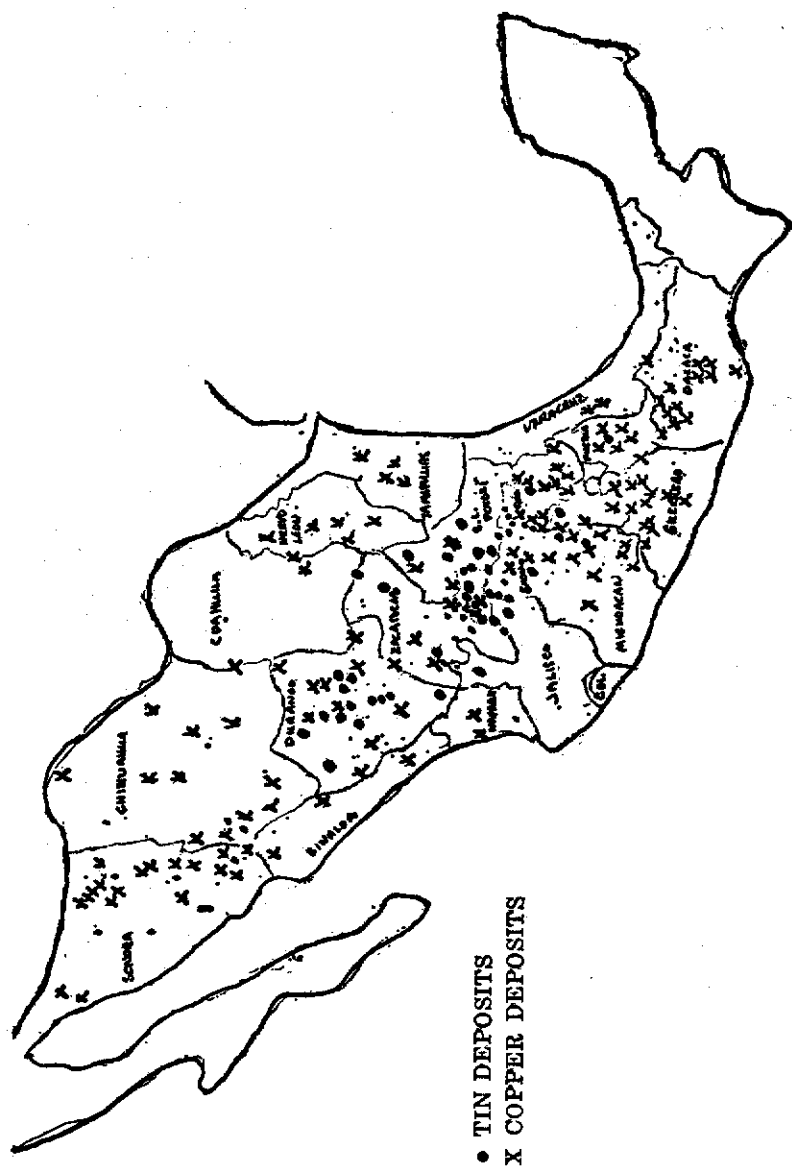 SONORA
CHIHUAHUA
COAHUILA
NUEVO
LEON
TAMAULIPAS
SINALOA
DURANGO
ZACATECAS
NAYARIT
JALISCO
COL.
MICHOACAN
GUERRERO
OAXACA
VERACRUZ
● TIN DEPOSITS
X COPPER DEPOSITS